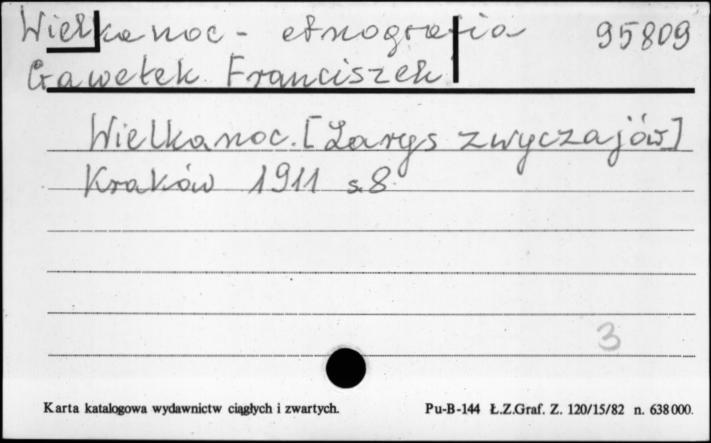 Wielkanoc - etnografia 95809
Gawełek Franciszek
Wielkanoc. [Zarys zwyczajów]
Kraków 1911 s. 8
3
Karta katalogowa wydawnictw ciągłych i zwartych. Pu-B-144 Ł.Z.Graf. Z. 120/15/82 n. 638000.